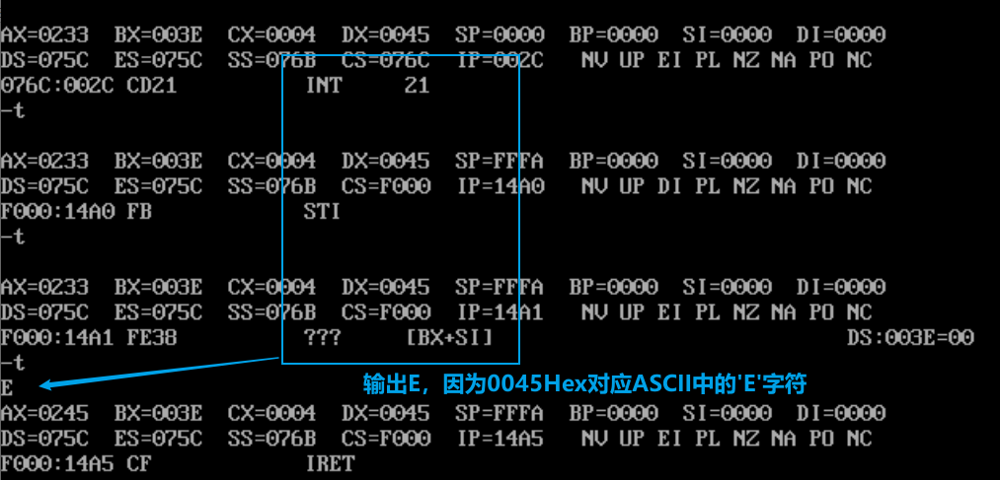 AX=0233 BX=003E CX=0004 DX=0045 SP=0000 BP=0000 SI=0000 DI=0000
DS=075C ES=075C SS=076B CS=076C IP=002C NV UP EI PL NZ NA PO NC
076C:002C CD21 INT 21
-t
AX=0233 BX=003E CX=0004 DX=0045 SP=FFFA BP=0000 SI=0000 DI=0000
DS=075C ES=075C SS=076B CS=F000 IP=14A0 NV UP DI PL NZ NA PO NC
F000:14A0 FB STI
-t
AX=0233 BX=003E CX=0004 DX=0045 SP=FFFA BP=0000 SI=0000 DI=0000
DS=075C ES=075C SS=076B CS=F000 IP=14A1 NV UP EI PL NZ NA PO NC
F000:14A1 FE38 ??? [BX+SI] DS:003E=00
-t
E
输出E，因为0045Hex对应ASCII中的'E'字符
AX=0245 BX=003E CX=0004 DX=0045 SP=FFFA BP=0000 SI=0000 DI=0000
DS=075C ES=075C SS=076B CS=F000 IP=14A5 NV UP EI PL NZ NA PO NC
F000:14A5 CF IRET